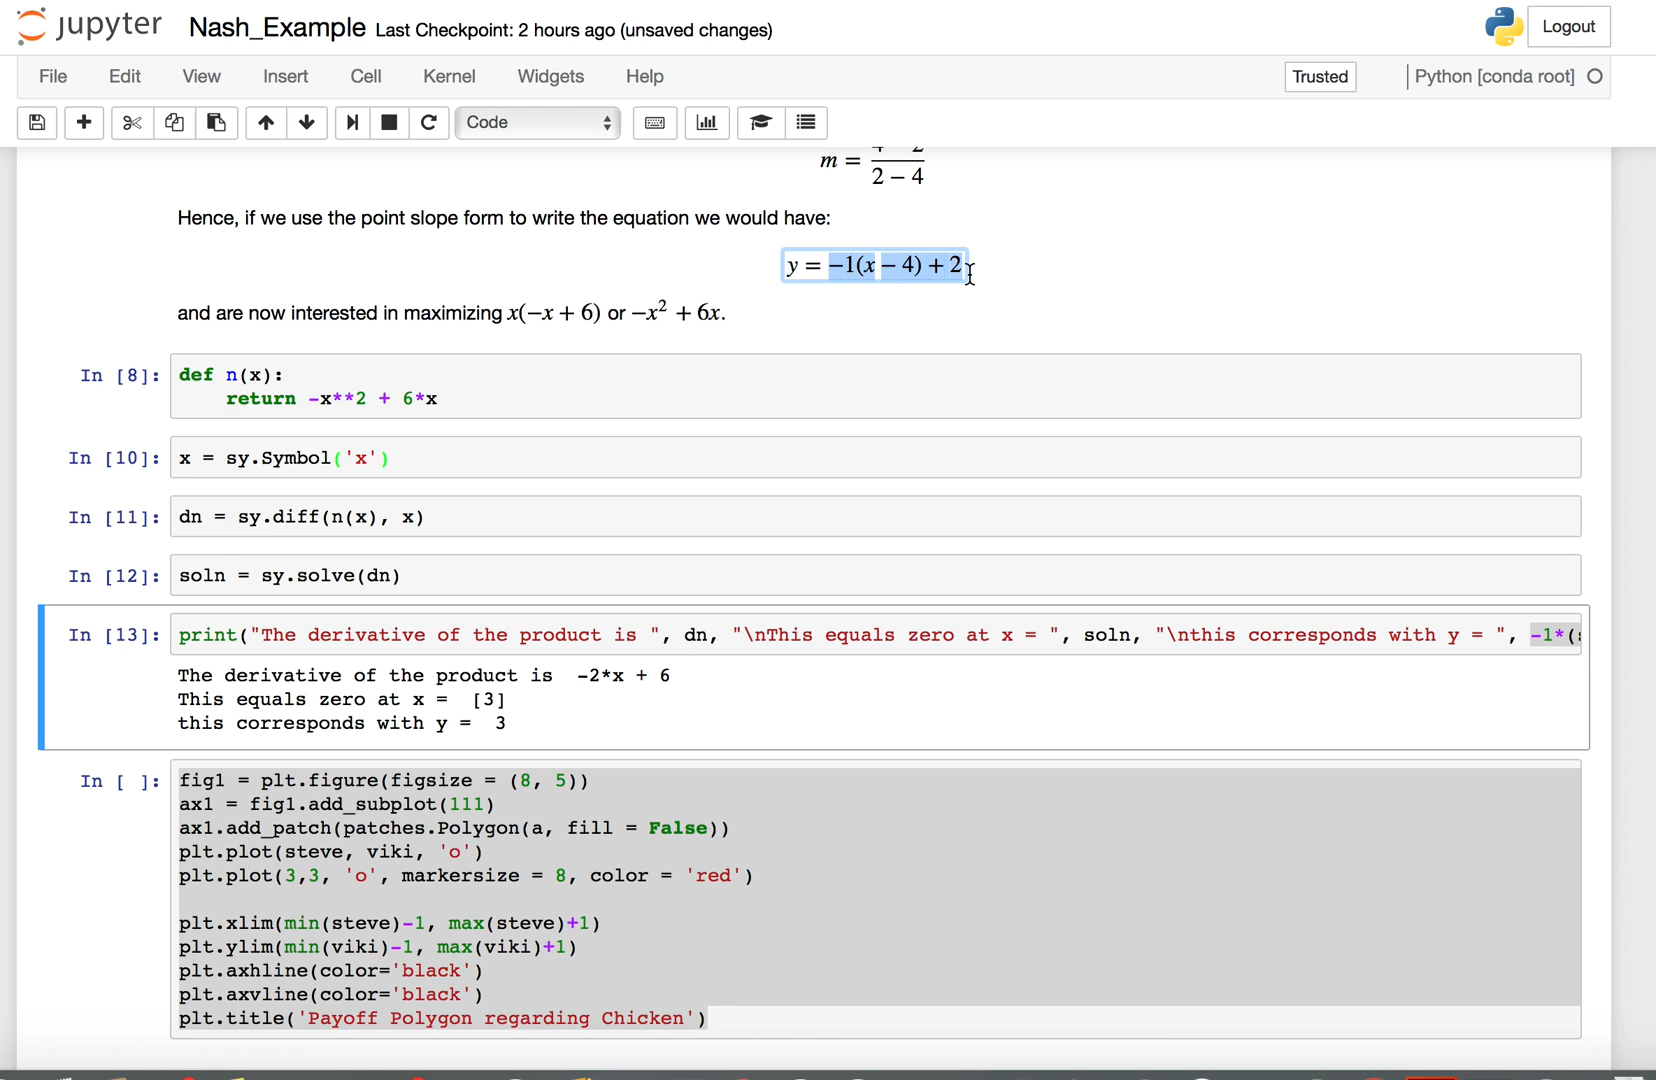 jupyter Nash_Example Last Checkpoint: 2 hours ago (unsaved changes) Logout
File Edit View Insert Cell Kernel Widgets Help Trusted Python [conda root]
Code
m = 4 − 2 / 2 − 4
Hence, if we use the point slope form to write the equation we would have:
y = −1(x − 4) + 2
and are now interested in maximizing x(−x + 6) or −x² + 6x.
In [8]: def n(x):
return -x**2 + 6*x
In [10]: x = sy.Symbol('x')
In [11]: dn = sy.diff(n(x), x)
In [12]: soln = sy.solve(dn)
In [13]: print("The derivative of the product is ", dn, "\nThis equals zero at x = ", soln, "\nthis corresponds with y = ", -1*(
The derivative of the product is  -2*x + 6
This equals zero at x =  [3]
this corresponds with y =  3
In [ ]: fig1 = plt.figure(figsize = (8, 5))
ax1 = fig1.add_subplot(111)
ax1.add_patch(patches.Polygon(a, fill = False))
plt.plot(steve, viki, 'o')
plt.plot(3,3, 'o', markersize = 8, color = 'red')
plt.xlim(min(steve)-1, max(steve)+1)
plt.ylim(min(viki)-1, max(viki)+1)
plt.axhline(color='black')
plt.axvline(color='black')
plt.title('Payoff Polygon regarding Chicken')